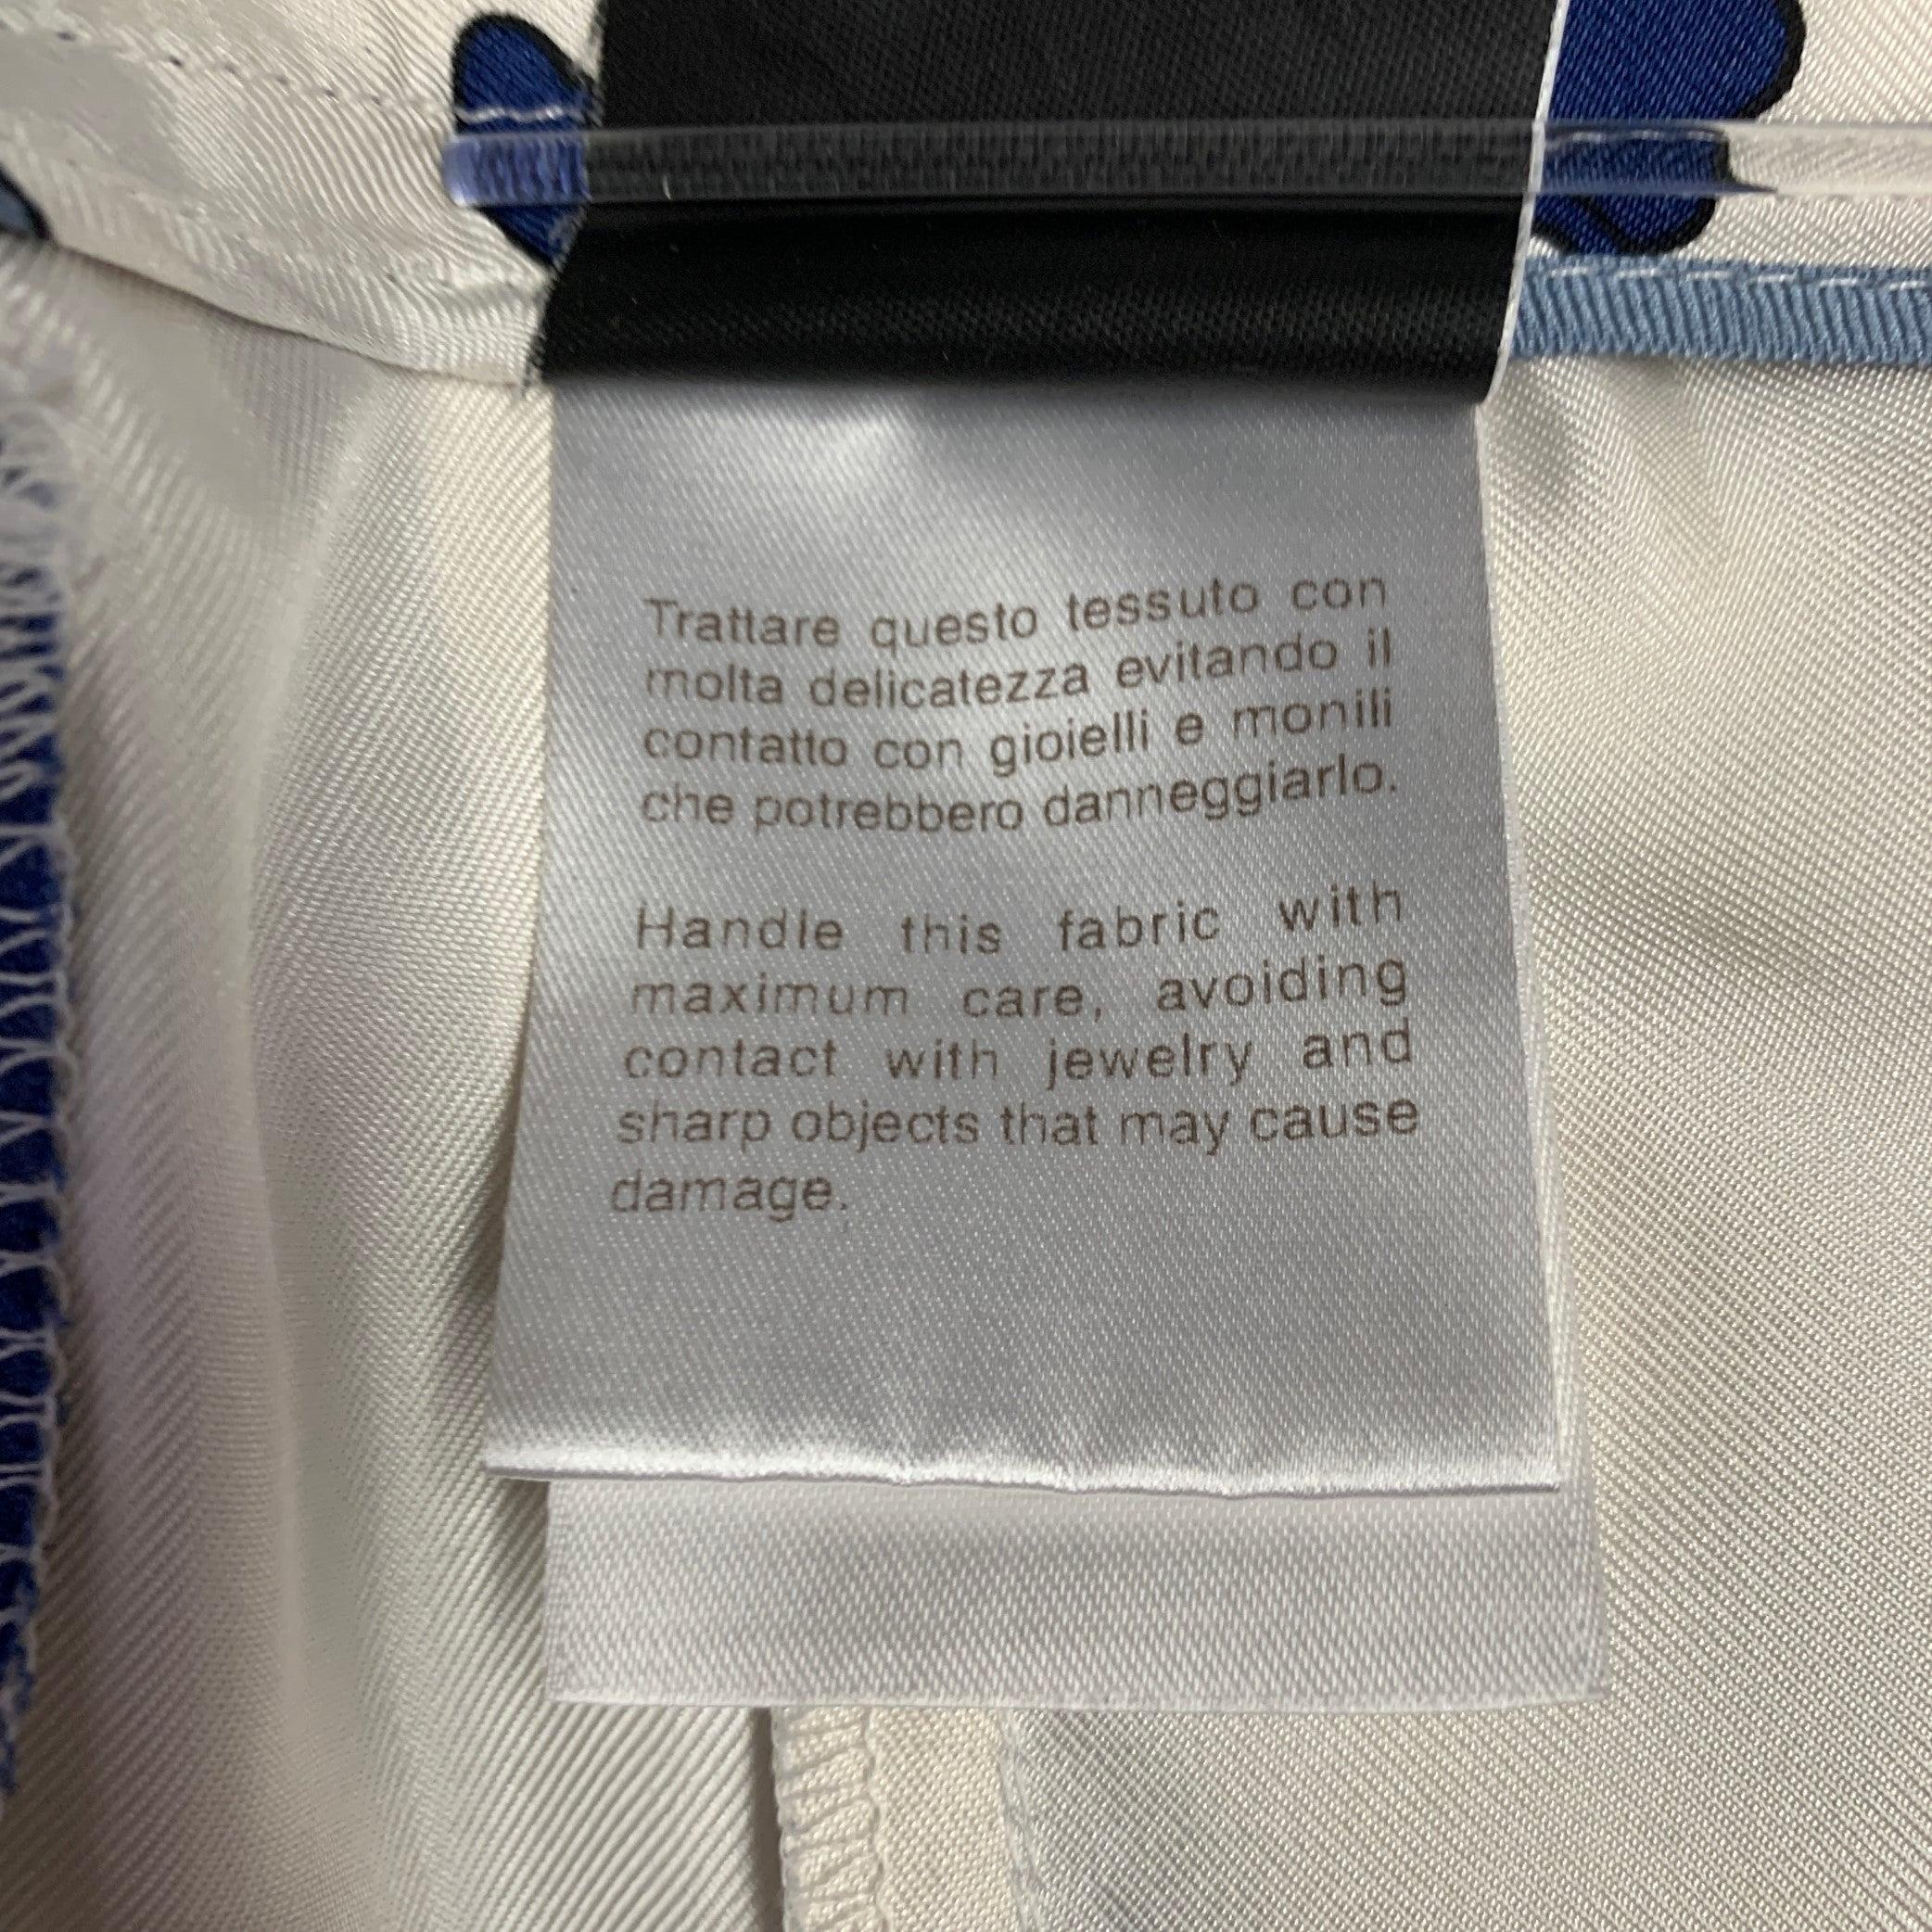 Trattare questo tessuto con
molta delicatezza evitando il
contatto con gioielli e monili
che potrebbero danneggiarlo.
Handle this fabric with
maximum care, avoiding
contact with jewelry and
sharp objects that may cause
damage.